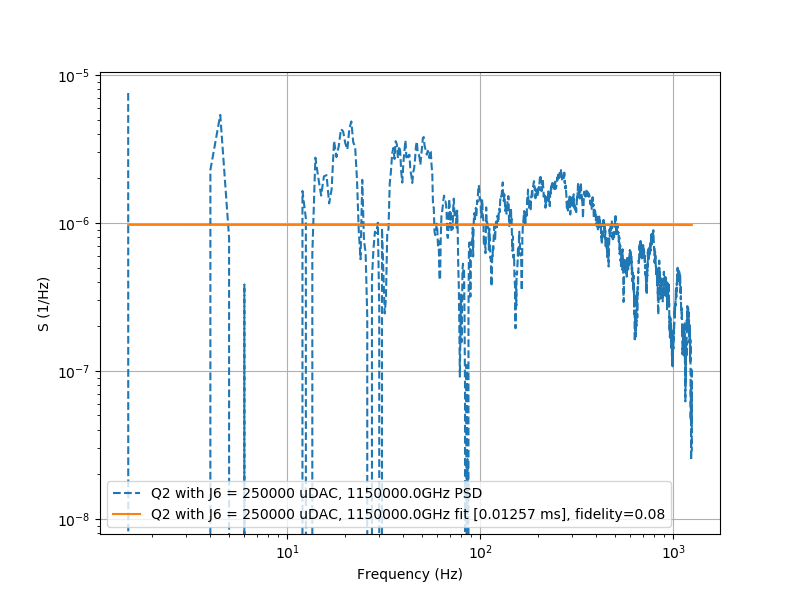 10⁻⁵
10⁻⁶
10⁻⁷
10⁻⁸
S (1/Hz)
Q2 with J6 = 250000 uDAC, 1150000.0GHz PSD
Q2 with J6 = 250000 uDAC, 1150000.0GHz fit [0.01257 ms], fidelity=0.08
10¹
10²
10³
Frequency (Hz)